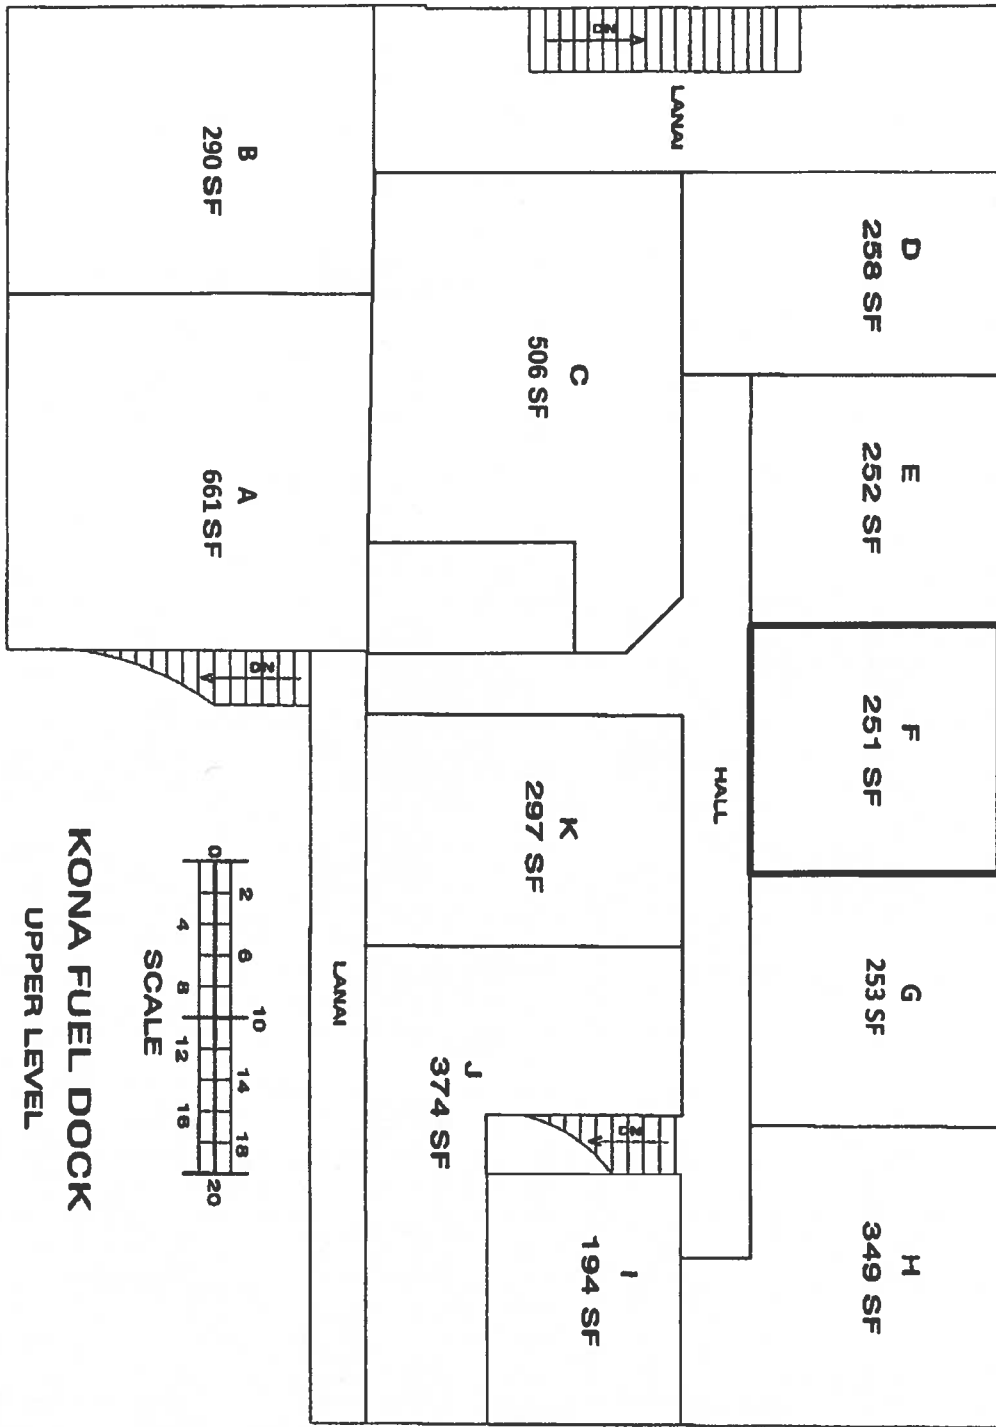 DN
LANAI
B
290 SF
D
258 SF
C
506 SF
E
252 SF
A
661 SF
DN
F
251 SF
HALL
K
297 SF
G
253 SF
J
374 SF
DN
H
349 SF
I
194 SF
LANAI
0 2 4 6 8 10 12 14 16 18 20
SCALE
KONA FUEL DOCK
UPPER LEVEL